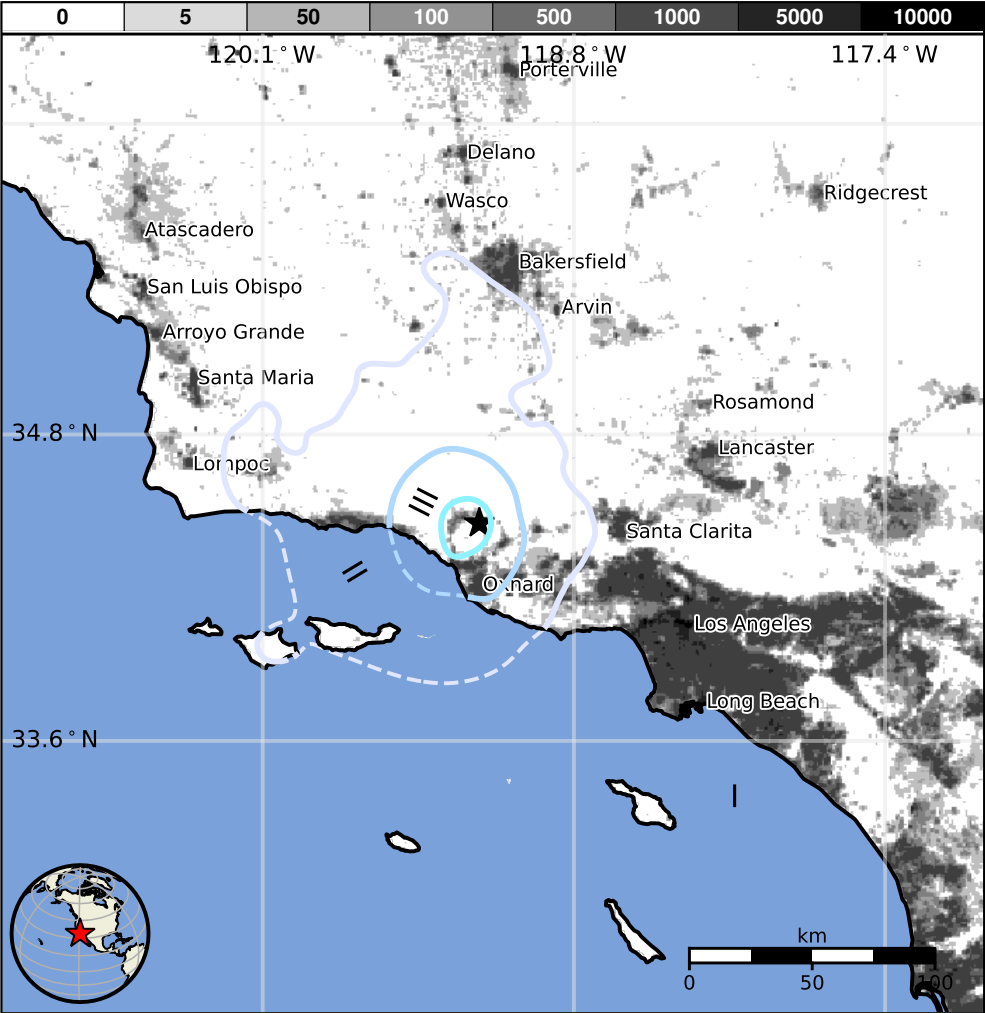 0 5 50 100 500 1000 5000 10000
120.1°W 118.8°W 117.4°W
Porterville
Delano
Ridgecrest
Wasco
Atascadero
Bakersfield
San Luis Obispo
Arvin
Arroyo Grande
Santa Maria
Rosamond
34.8°N
Lancaster
Lompoc
III
Santa Clarita
II
Oxnard
Los Angeles
Long Beach
33.6°N
I
km
0 50 100